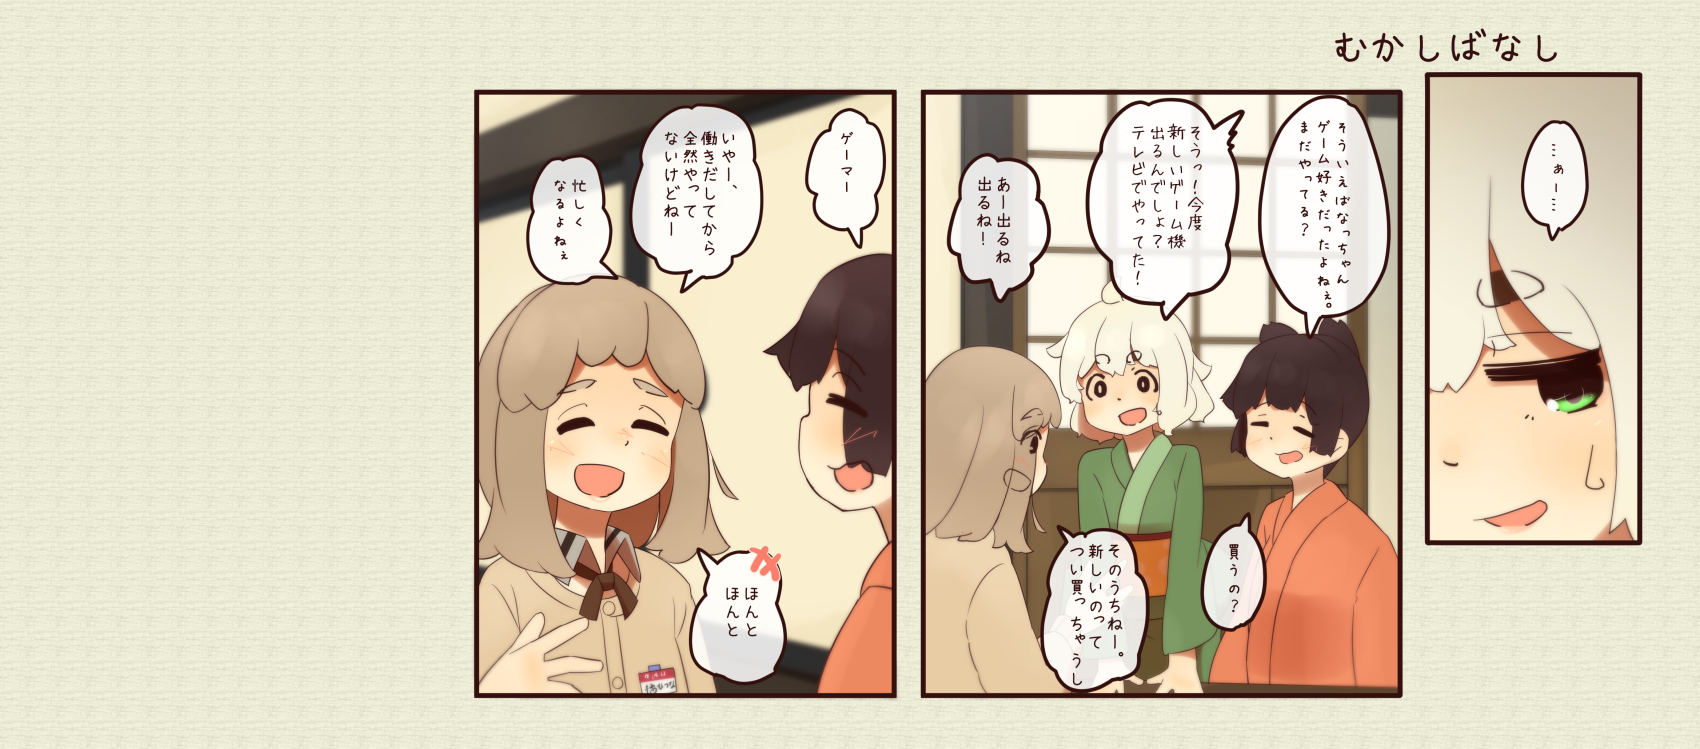 むかしばなし
…ぁー…
そういえばなっちゃん
ゲーム好きだったよねぇ。
まだやってる？
そうっ！今度
新しいゲーム機
出るんでしょ？
テレビでやってた！
あー出るね
出るね！
買うの？
そのうちねー。
新しいのって
つい買っちゃうし
ゲーマー
いやー、
働きだしてから
全然やって
ないけどねー
忙しく
なるよねぇ
ほんと
ほんと